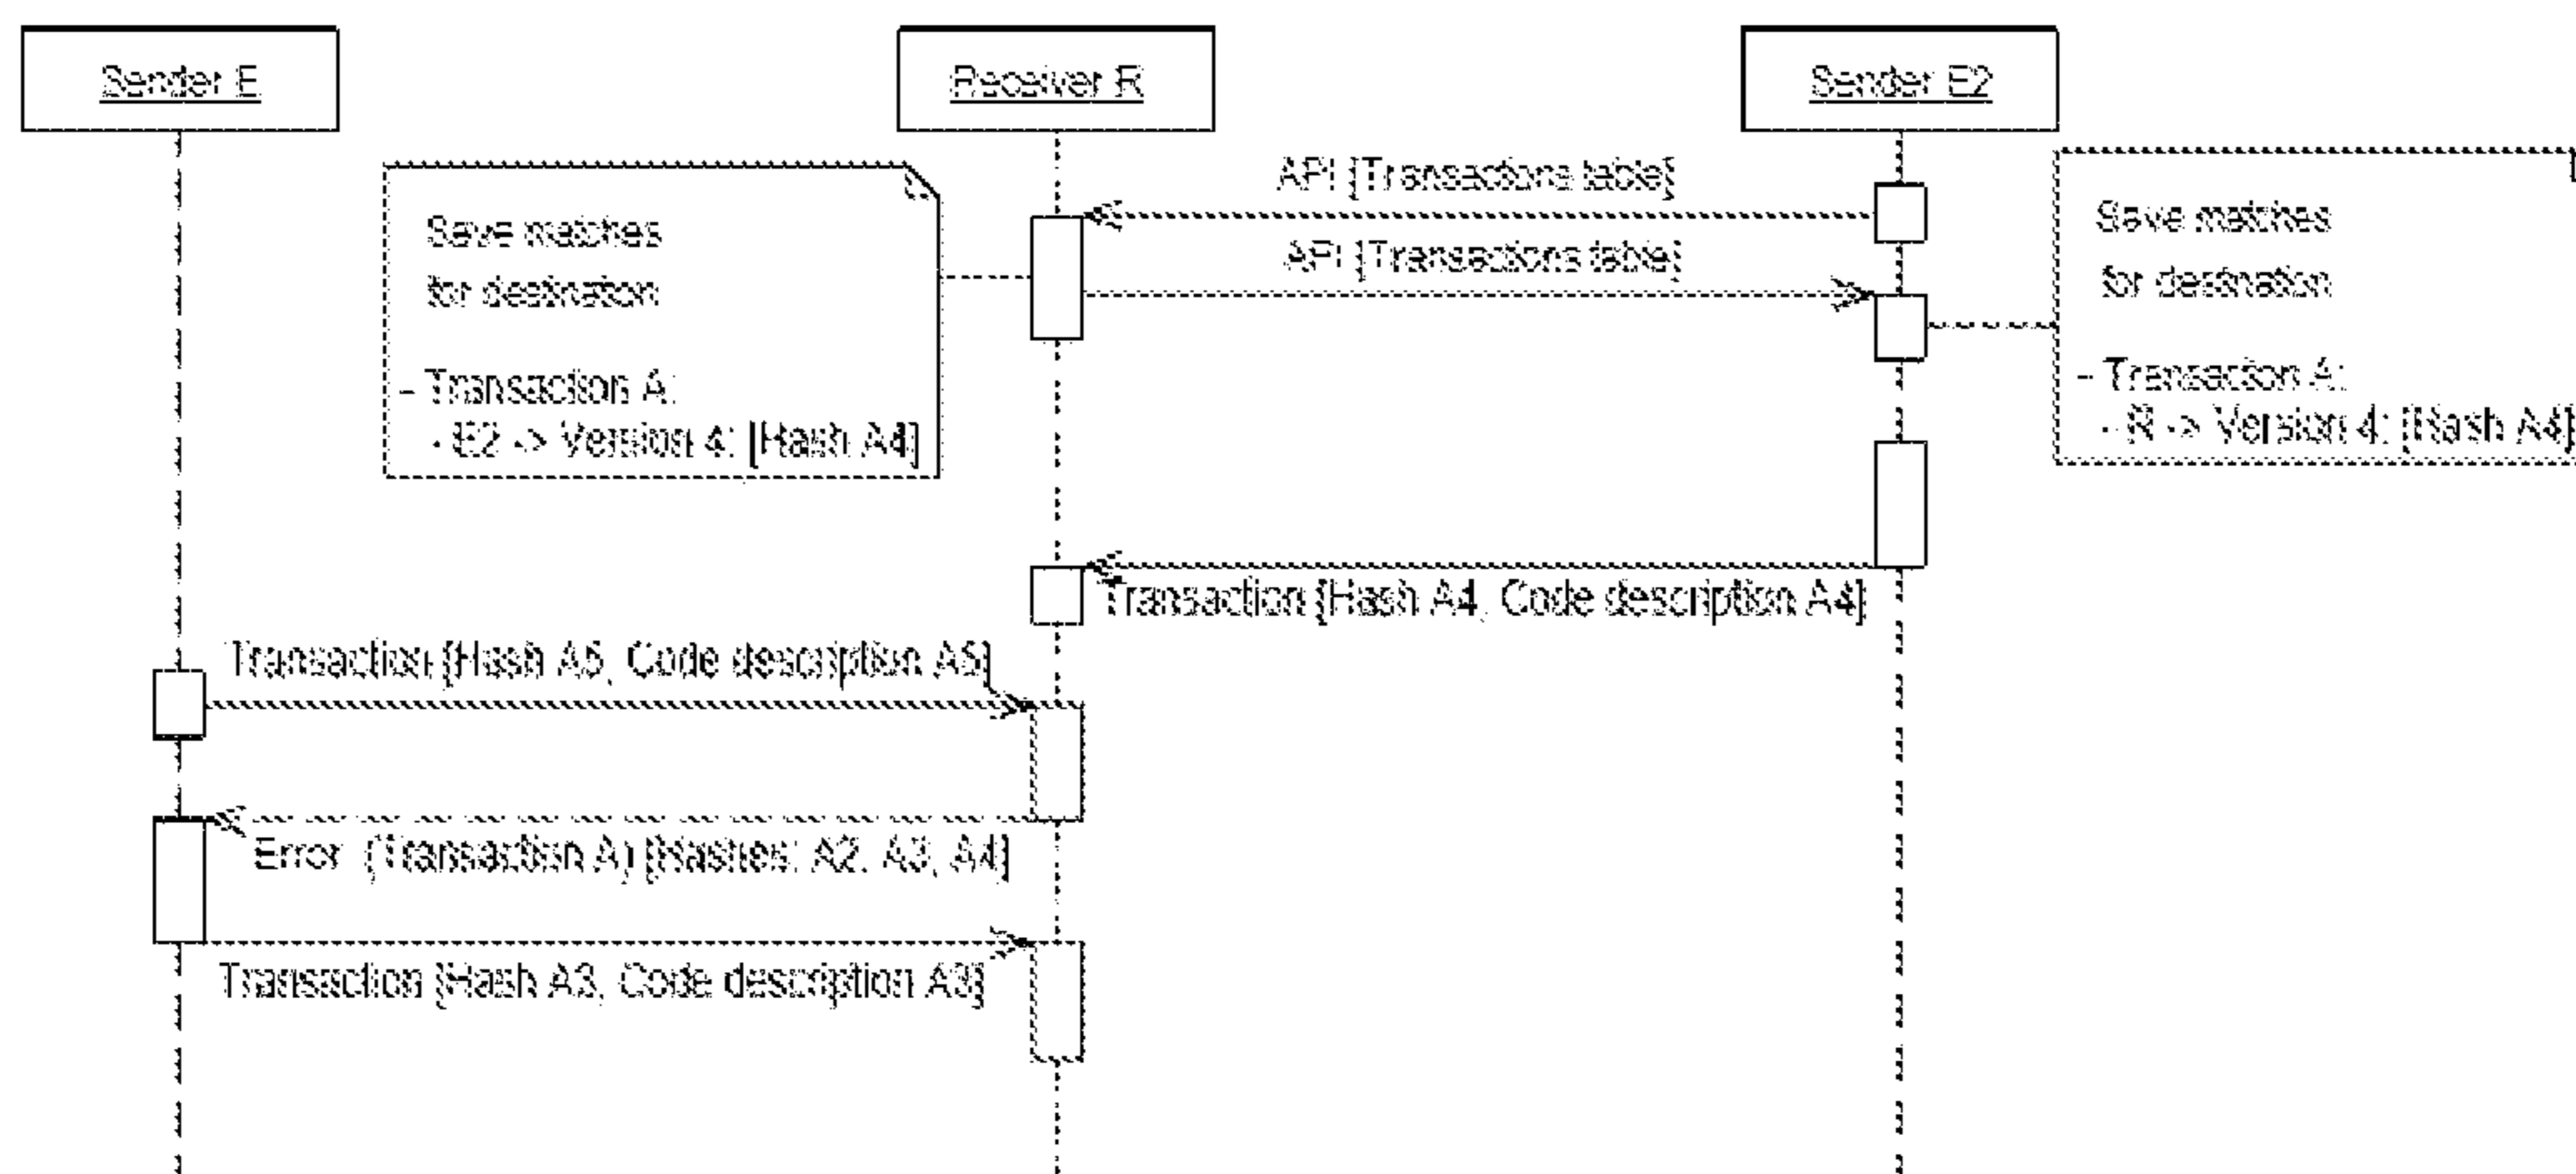 Sender E
Receiver R
Sender E2
API [Transactions table]
API [Transactions table]
Save matches
for destination
- Transaction A:
- E2 -> Version 4: [Hash A4]
Save matches
for destination
- Transaction A:
- R -> Version 4: [Hash A4]
Transaction [Hash A4, Code description A4]
Transaction [Hash A5, Code description A5]
Error (Transaction A) [Hashes: A2, A3, A4]
Transaction [Hash A3, Code description A3]